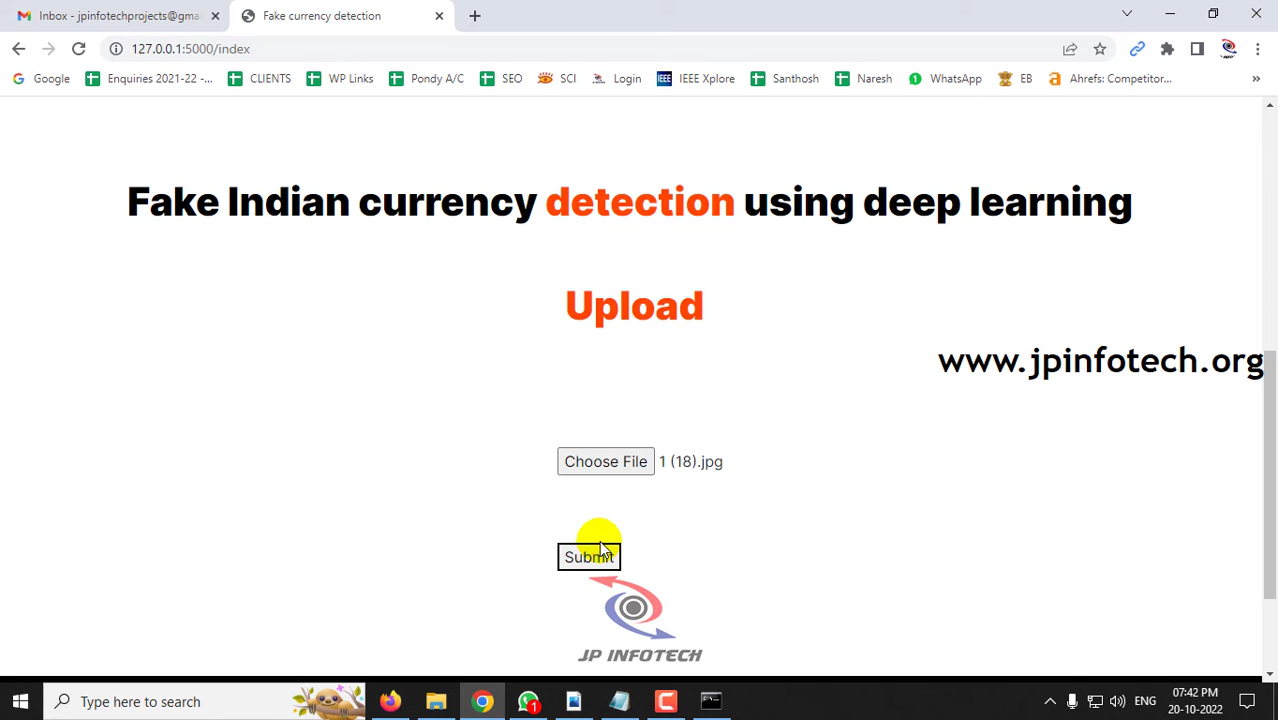 Inbox - jpinfotechprojects@gma
Fake currency detection
127.0.0.1:5000/index
Google
Enquiries 2021-22 -...
CLIENTS
WP Links
Pondy A/C
SEO
SCI
Login
IEEE
IEEE Xplore
Santhosh
Naresh
1
WhatsApp
EB
a
Ahrefs: Competitor...
»
Fake Indian currency detection using deep learning
Upload
www.jpinfotech.org
Choose File 1 (18).jpg
Submit
JP INFOTECH
Type here to search
1
ENG
07:42 PM
20-10-2022